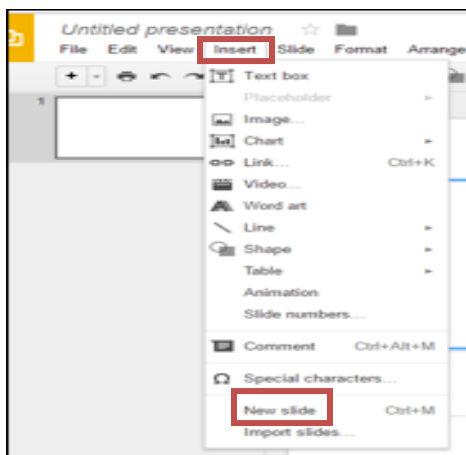 Untitled presentation
File Edit View Insert Slide Format Arrange
1
Text box
Placeholder
Image...
Chart
Link... Ctrl+K
Video...
Word art
Line
Shape
Table
Animation
Slide numbers...
Comment Ctrl+Alt+M
Special characters...
New slide Ctrl+M
Import slides...